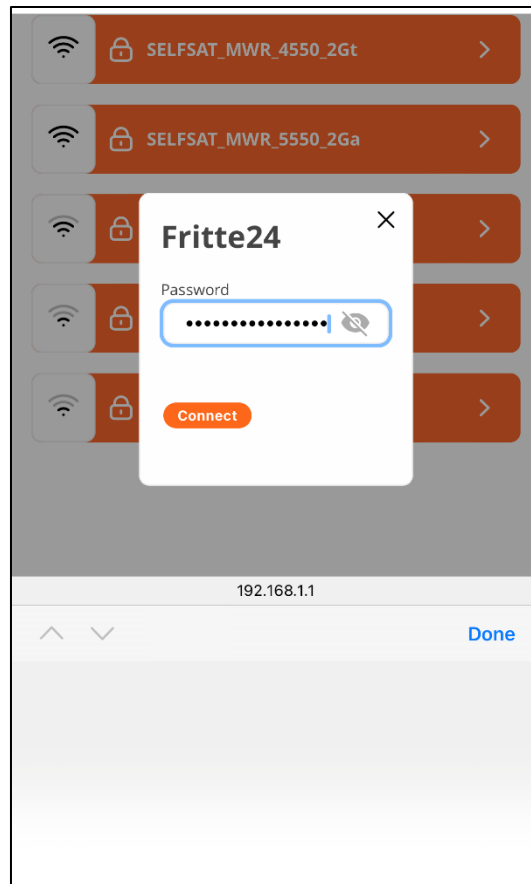 SELFSAT_MWR_4550_2Gt
SELFSAT_MWR_5550_2Ga
Fritte24
Password
••••••••••••••••
Connect
192.168.1.1
Done